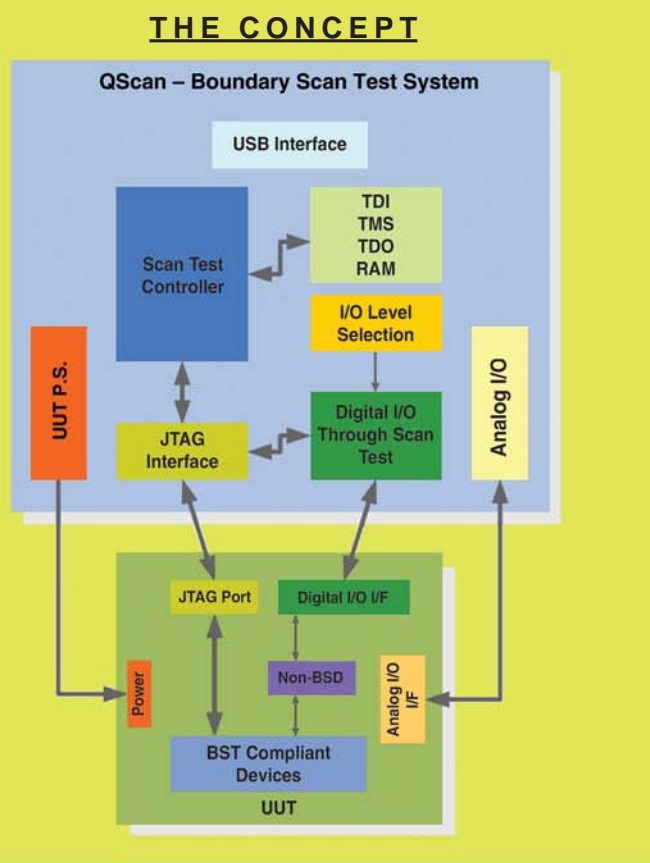 THE CONCEPT
QScan – Boundary Scan Test System
USB Interface
Scan Test
Controller
TDI
TMS
TDO
RAM
I/O Level
Selection
UUT P.S.
JTAG
Interface
Digital I/O
Through Scan
Test
Analog I/O
JTAG Port
Digital I/O I/F
Power
Non-BSD
Analog I/O
I/F
BST Compliant
Devices
UUT